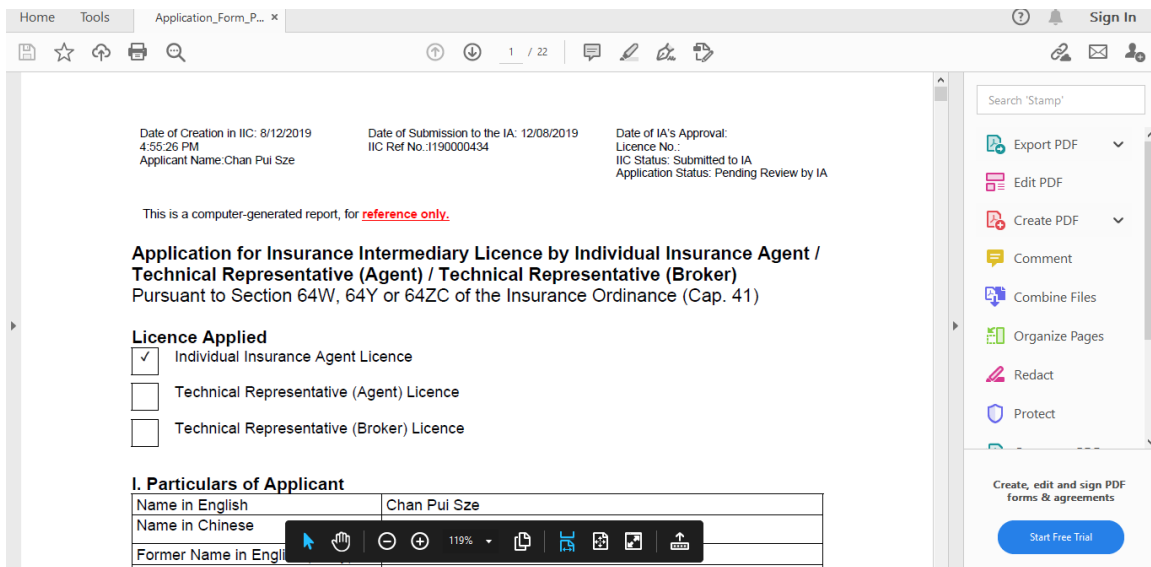 Home Tools Application_Form_P... × Sign In
1 / 22
Date of Creation in IIC: 8/12/2019
4:55:26 PM
Applicant Name:Chan Pui Sze
Date of Submission to the IA: 12/08/2019
IIC Ref No.:I190000434
Date of IA's Approval:
Licence No.:
IIC Status: Submitted to IA
Application Status: Pending Review by IA
This is a computer-generated report, for reference only.
Application for Insurance Intermediary Licence by Individual Insurance Agent /
Technical Representative (Agent) / Technical Representative (Broker)
Pursuant to Section 64W, 64Y or 64ZC of the Insurance Ordinance (Cap. 41)
Licence Applied
✓ Individual Insurance Agent Licence
Technical Representative (Agent) Licence
Technical Representative (Broker) Licence
I. Particulars of Applicant
Name in English Chan Pui Sze
Name in Chinese
Former Name in
119%
Search 'Stamp'
Export PDF
Edit PDF
Create PDF
Comment
Combine Files
Organize Pages
Redact
Protect
Create, edit and sign PDF
forms & agreements
Start Free Trial